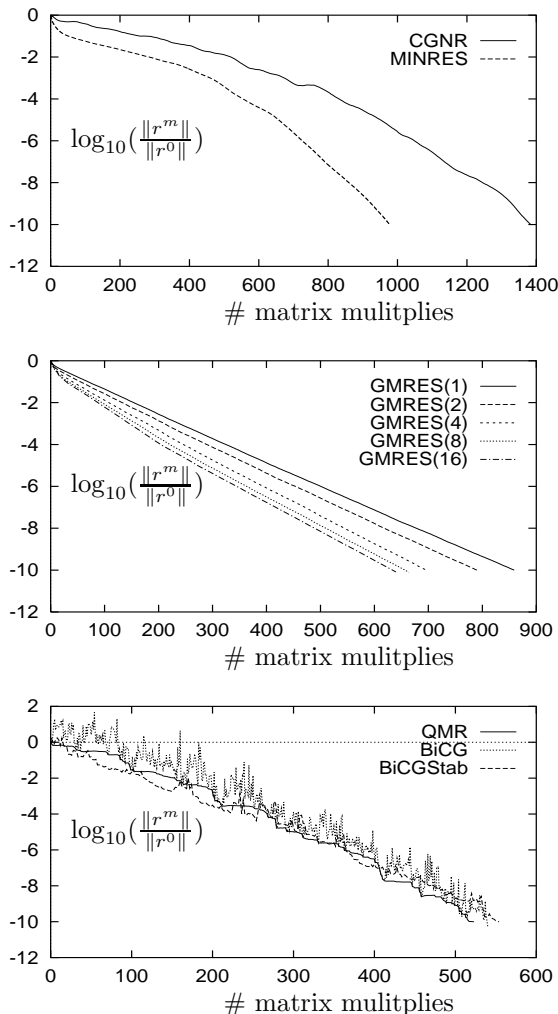 0
-2
-4
-6
-8
-10
-12
CGNR
MINRES
log10(‖r^m‖/‖r^0‖)
0 200 400 600 800 1000 1200 1400
# matrix mulitplies
0
-2
-4
-6
-8
-10
-12
GMRES(1)
GMRES(2)
GMRES(4)
GMRES(8)
GMRES(16)
log10(‖r^m‖/‖r^0‖)
0 100 200 300 400 500 600 700 800 900
# matrix mulitplies
2
0
-2
-4
-6
-8
-10
-12
QMR
BiCG
BiCGStab
log10(‖r^m‖/‖r^0‖)
0 100 200 300 400 500 600
# matrix mulitplies